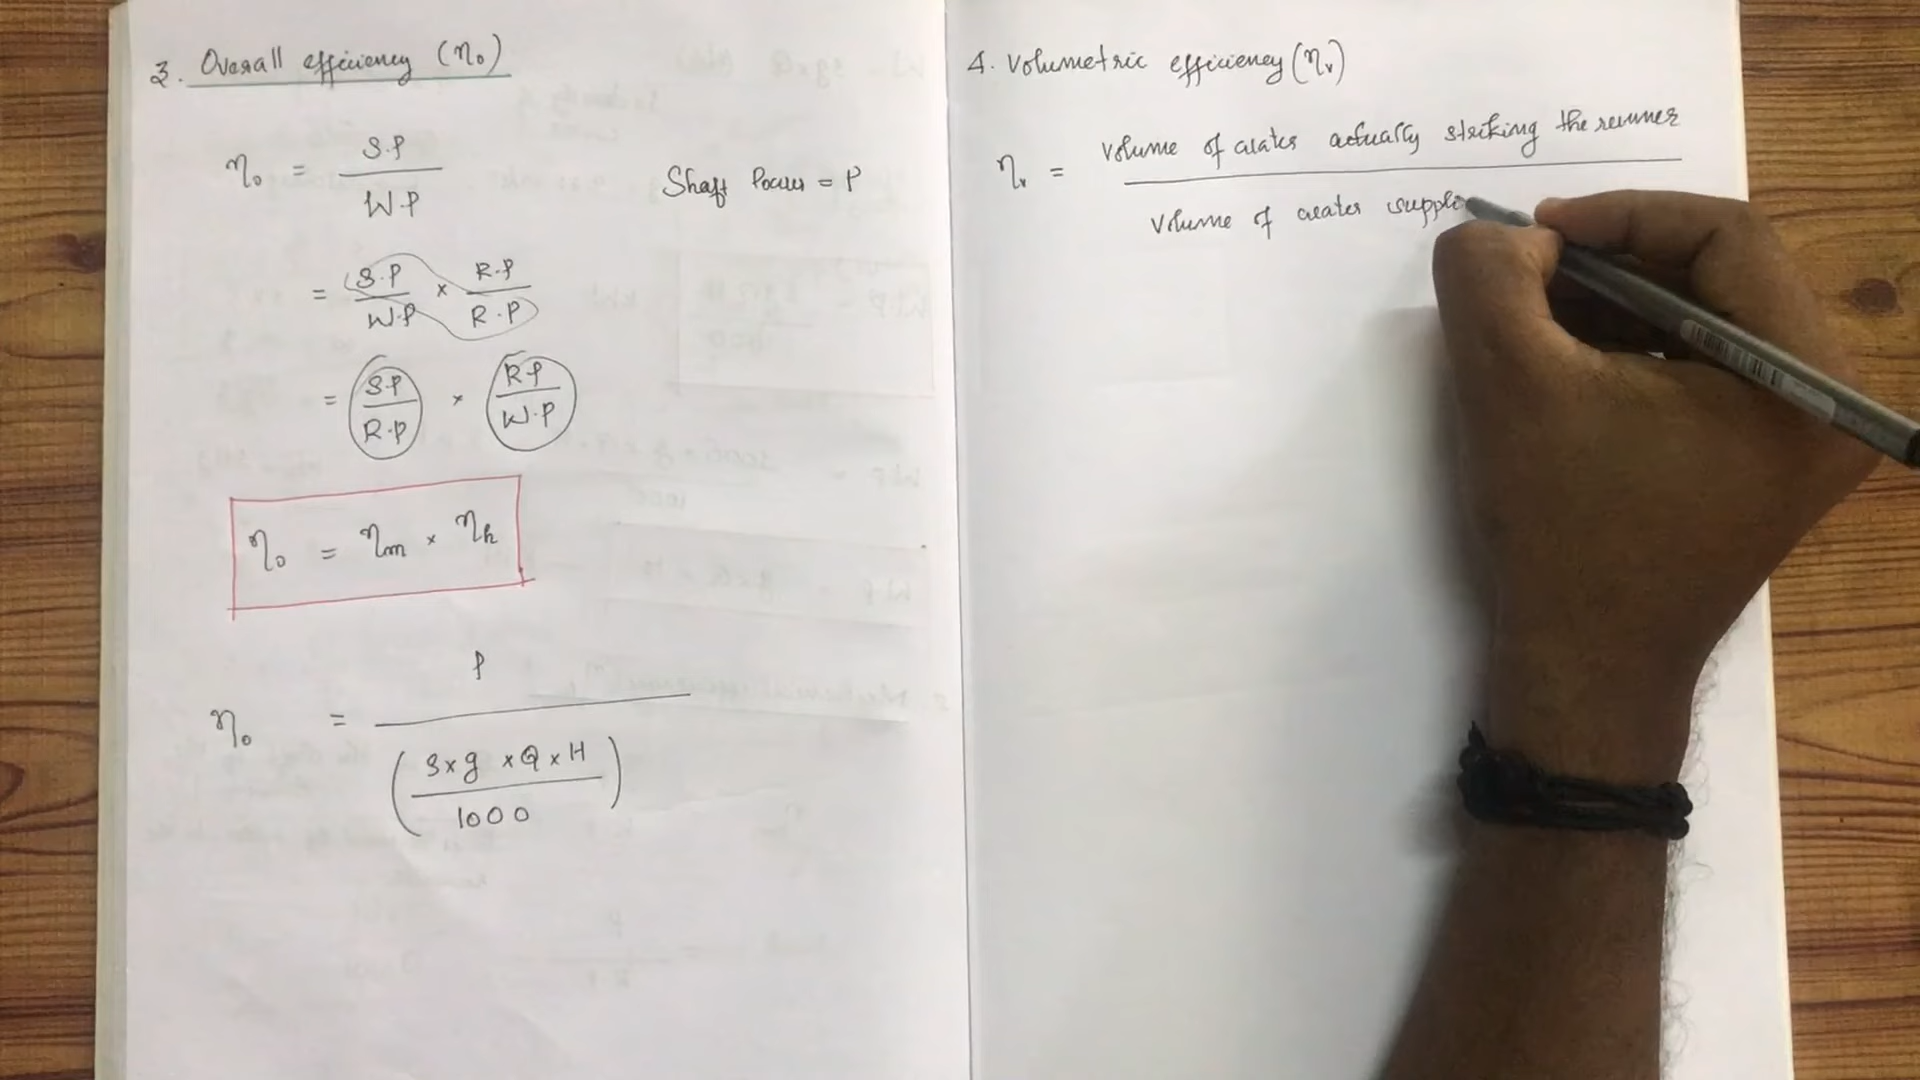 3. Overall efficiency (η₀)
η₀ = S.P / W.P
Shaft Power = P
= S.P / W.P × R.P / R.P
= S.P / R.P × R.P / W.P
η₀ = ηm × ηh
η₀ = P / (ρ×g×Q×H / 1000)
4. Volumetric efficiency (ηv)
ηv = volume of water actually striking the runner / volume of water suppli